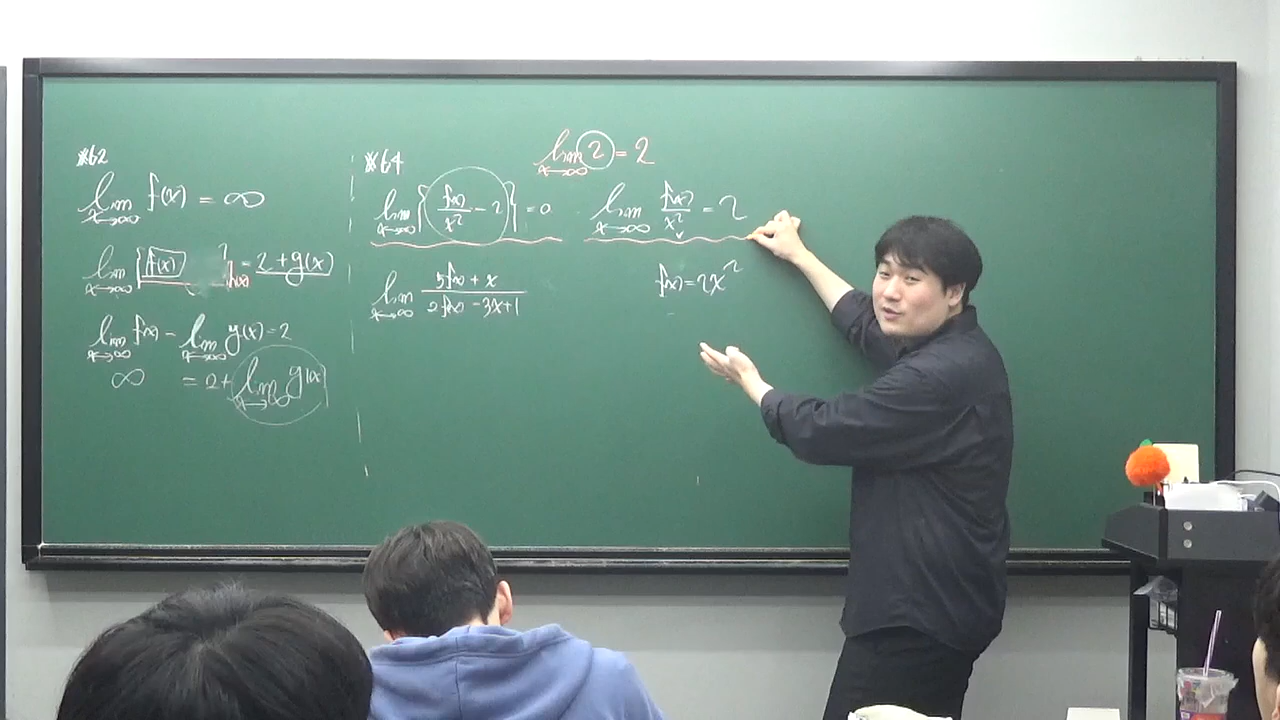 ※62
lim x→∞ f(x) = ∞
lim x→∞ { f(x) } = 2 + g(x)
h(x)
lim x→∞ f(x) - lim x→∞ g(x) = 2
∞ = 2 + lim x→∞ g(x)
※64
lim x→∞ { f(x)/x² - 2 } = 0
lim x→∞ (5f(x) + x)/(2f(x) - 3x + 1)
lim x→∞ 2 = 2
lim x→∞ f(x)/x² = 2
f(x) = 2x²